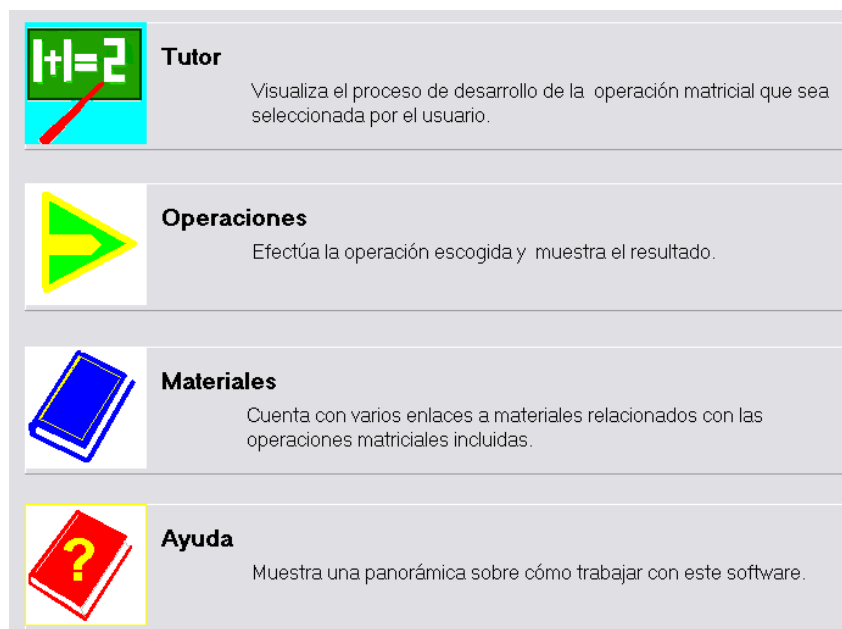 1+1=2
Tutor
Visualiza el proceso de desarrollo de la operación matricial que sea
seleccionada por el usuario.
Operaciones
Efectúa la operación escogida y muestra el resultado.
Materiales
Cuenta con varios enlaces a materiales relacionados con las
operaciones matriciales incluidas.
?
Ayuda
Muestra una panorámica sobre cómo trabajar con este software.